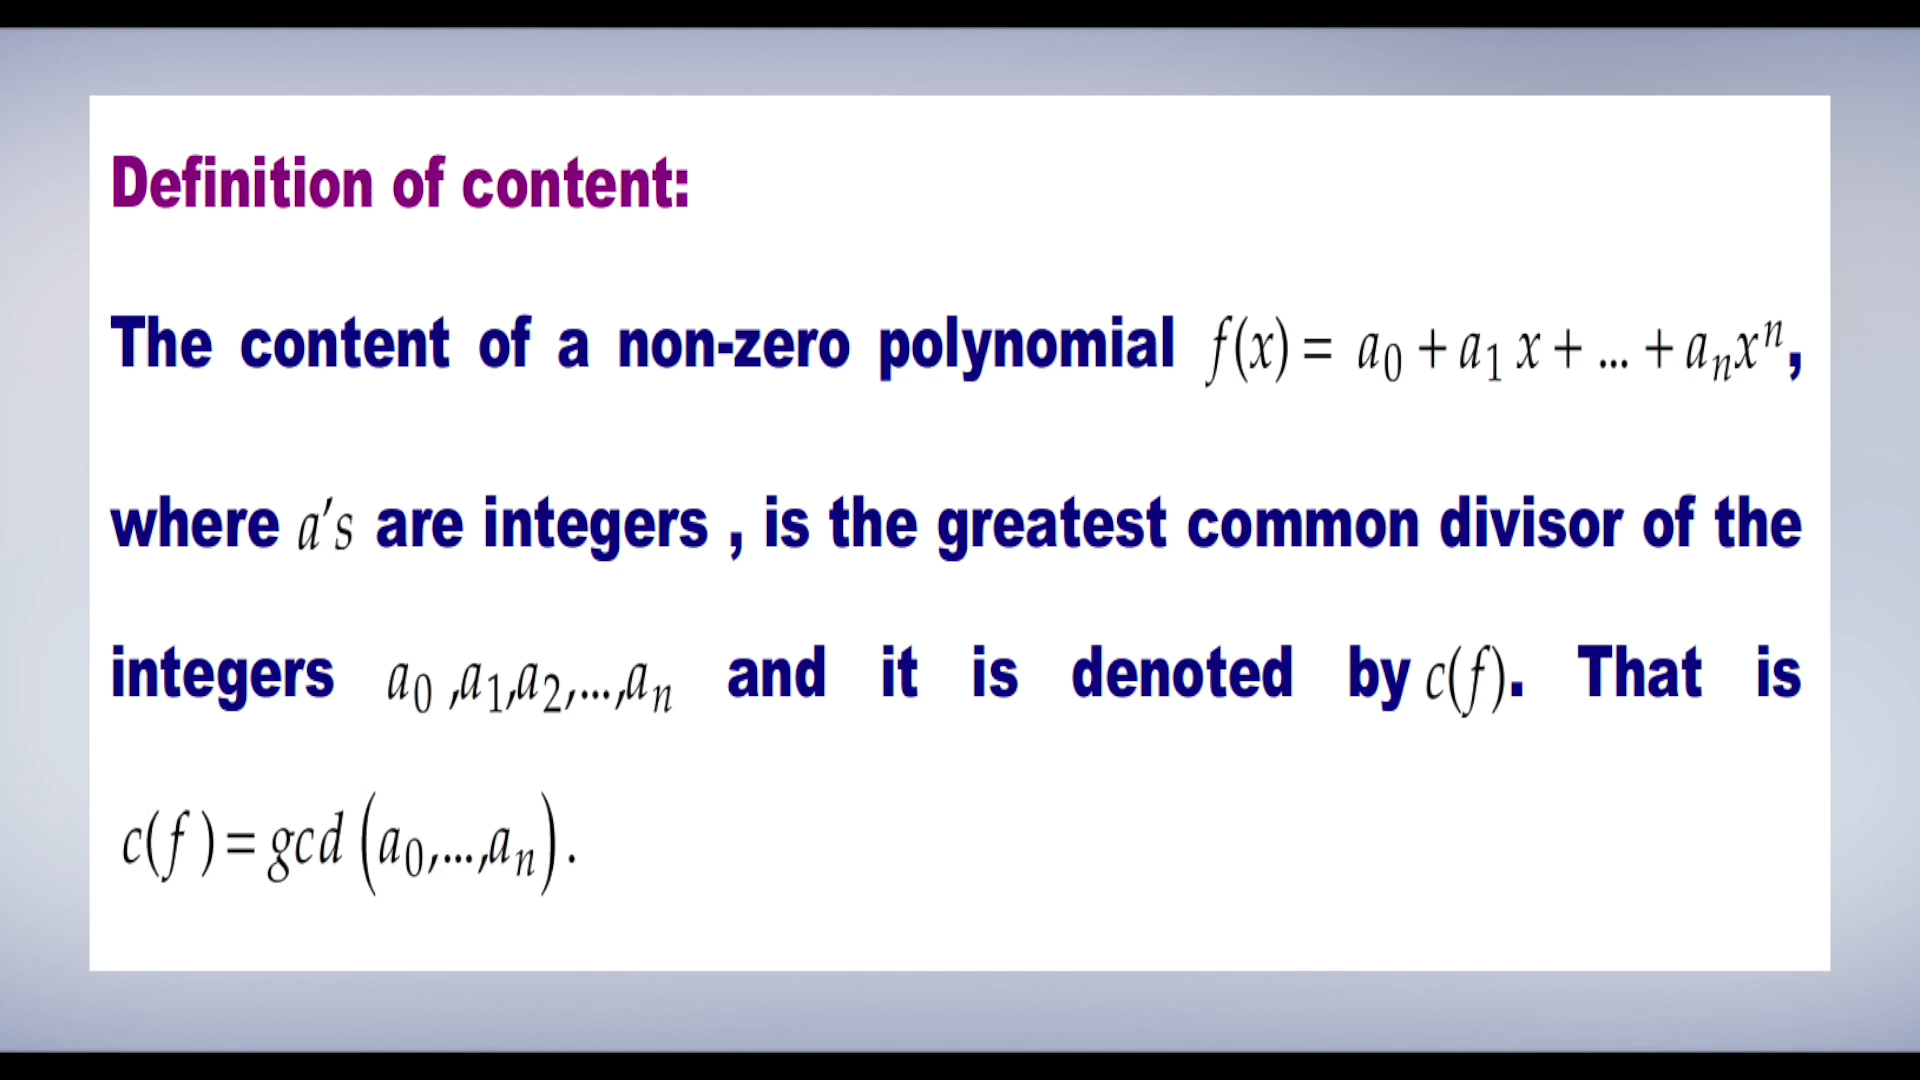 Definition of content:
The content of a non-zero polynomial f(x) = a₀ + a₁ x + ... + aₙxⁿ,
where a′s are integers , is the greatest common divisor of the
integers a₀ ,a₁,a₂,...,aₙ and it is denoted by c(f). That is
c(f ) = gcd (a₀,...,aₙ).